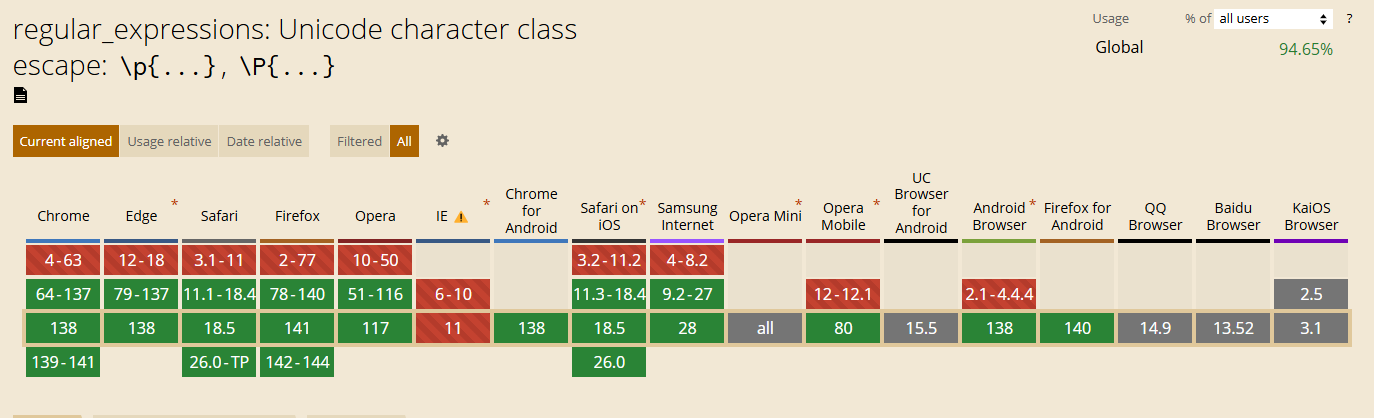 regular_expressions: Unicode character class
escape: \p{...}, \P{...}
Usage % of all users ?
Global 94.65%
Current aligned Usage relative Date relative Filtered All
Chrome Edge * Safari Firefox Opera IE * Chrome for Android Safari on iOS * Samsung Internet Opera Mini * Opera Mobile * UC Browser for Android Android Browser * Firefox for Android QQ Browser Baidu Browser KaiOS Browser
4-63 12-18 3.1-11 2-77 10-50 3.2-11.2 4-8.2
64-137 79-137 11.1-18.4 78-140 51-116 6-10 11.3-18.4 9.2-27 12-12.1 2.1-4.4.4 2.5
138 138 18.5 141 117 11 138 18.5 28 all 80 15.5 138 140 14.9 13.52 3.1
139-141 26.0-TP 142-144 26.0